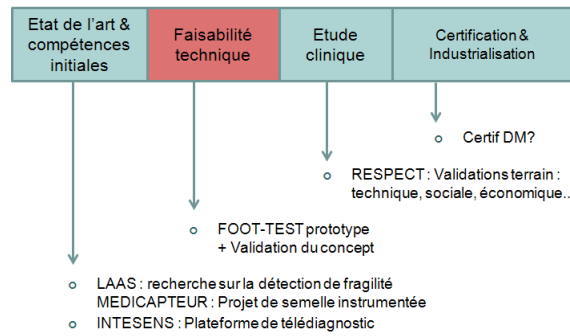 Etat de l'art &
compétences
initiales
Faisabilité
technique
Etude
clinique
Certification &
Industrialisation
Certif DM?
RESPECT : Validations terrain :
technique, sociale, économique..
FOOT-TEST prototype
+ Validation du concept
LAAS : recherche sur la détection de fragilité
MEDICAPTEUR : Projet de semelle instrumentée
INTESENS : Plateforme de télédiagnostic